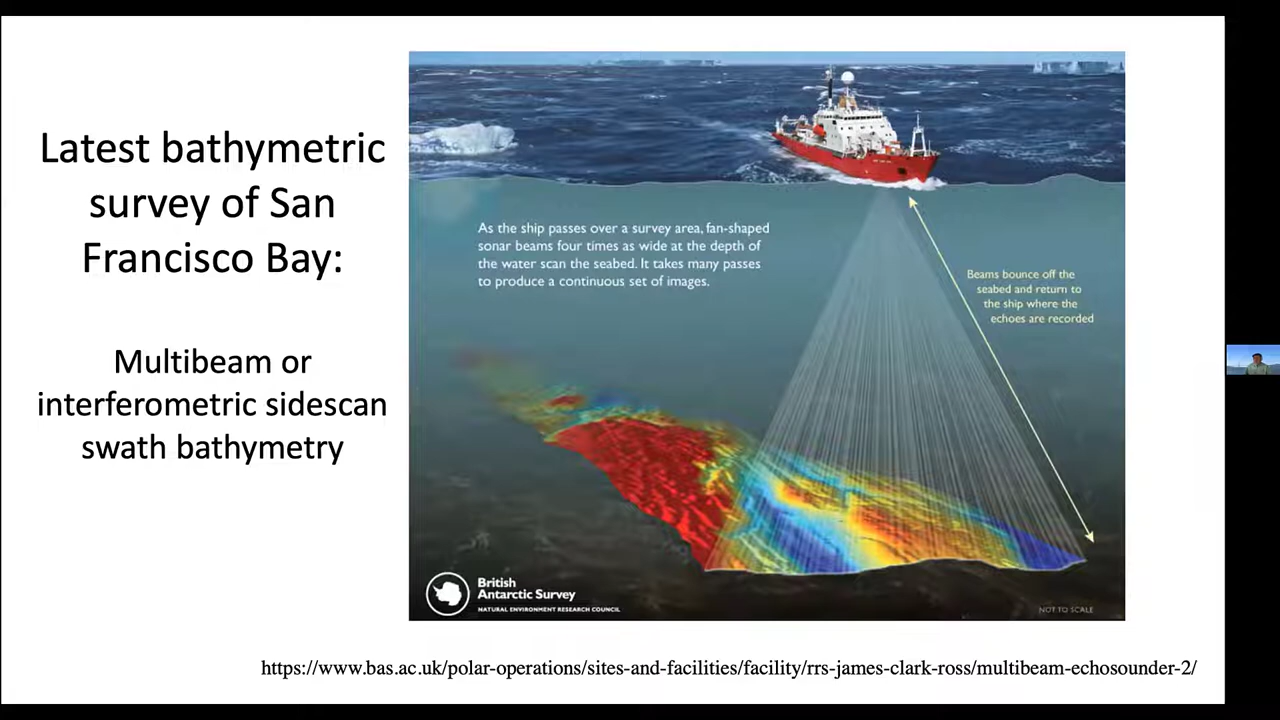 Latest bathymetric
survey of San
Francisco Bay:
Multibeam or
interferometric sidescan
swath bathymetry
As the ship passes over a survey area, fan-shaped
sonar beams four times as wide at the depth of
the water scan the seabed. It takes many passes
to produce a continuous set of images.
Beams bounce off the
seabed and return to
the ship where the
echoes are recorded
British
Antarctic Survey
NATURAL ENVIRONMENT RESEARCH COUNCIL
NOT TO SCALE
https://www.bas.ac.uk/polar-operations/sites-and-facilities/facility/rrs-james-clark-ross/multibeam-echosounder-2/